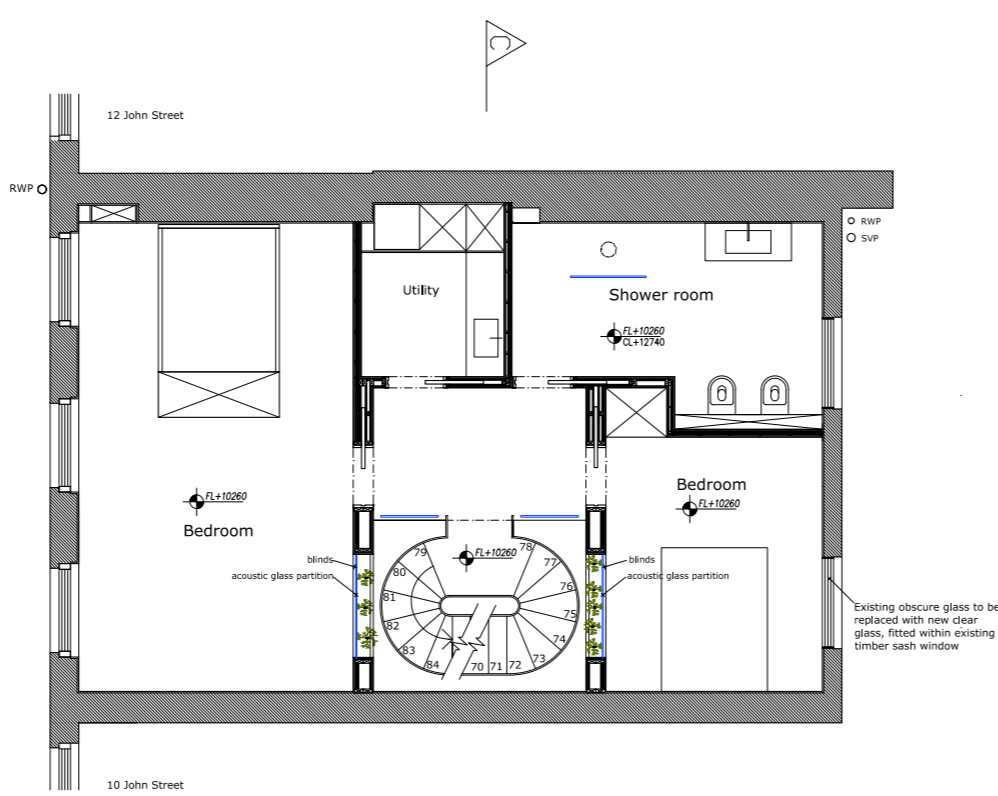 C
12 John Street
RWP
RWP
SVP
Utility
Shower room
FL+10260
CL+12740
Bedroom
FL+10260
FL+10260
Bedroom
79
78
FL+10260
80
77
blinds
blinds
acoustic glass partition
acoustic glass partition
81
76
75
82
74
83
73
84
70
71
72
Existing obscure glass to be
replaced with new clear
glass, fitted within existing
timber sash window
10 John Street